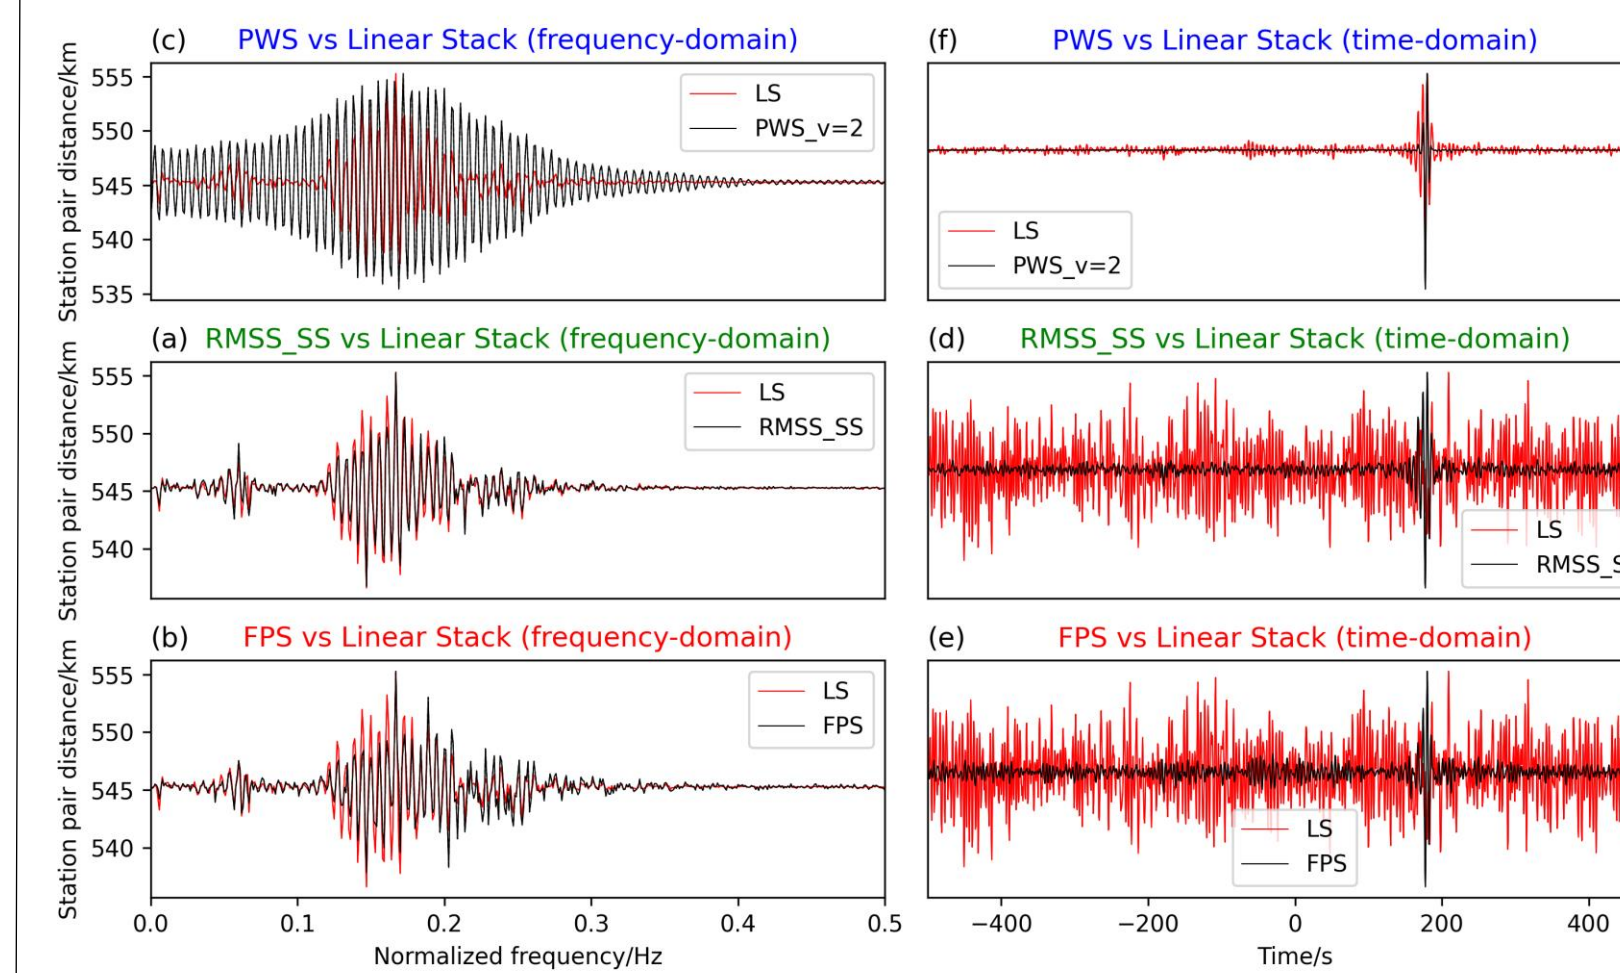 (c) PWS vs Linear Stack (frequency-domain)
Station pair distance/km
555
550
545
540
535
LS
PWS_v=2
(f) PWS vs Linear Stack (time-domain)
LS
PWS_v=2
(a) RMSS_SS vs Linear Stack (frequency-domain)
Station pair distance/km
555
550
545
540
LS
RMSS_SS
(d) RMSS_SS vs Linear Stack (time-domain)
LS
RMSS_S
(b) FPS vs Linear Stack (frequency-domain)
Station pair distance/km
555
550
545
540
LS
FPS
0.0 0.1 0.2 0.3 0.4 0.5
Normalized frequency/Hz
(e) FPS vs Linear Stack (time-domain)
LS
FPS
−400 −200 0 200 400
Time/s